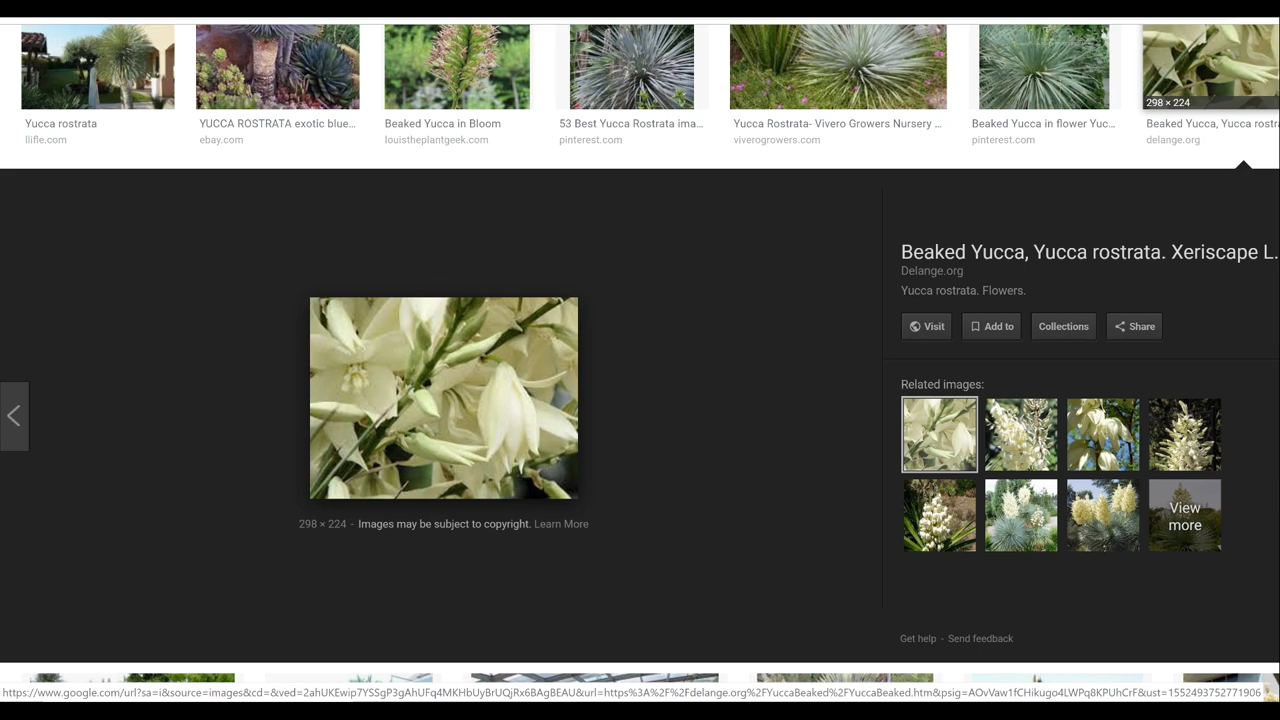 298 × 224
Yucca rostrata
YUCCA ROSTRATA exotic blue...
Beaked Yucca in Bloom
53 Best Yucca Rostrata ima...
Yucca Rostrata- Vivero Growers Nursery ...
Beaked Yucca in flower Yuc...
Beaked Yucca, Yucca rostr
llifle.com
ebay.com
louistheplantgeek.com
pinterest.com
viverogrowers.com
pinterest.com
delange.org
Beaked Yucca, Yucca rostrata. Xeriscape L.
Delange.org
Yucca rostrata. Flowers.
Visit
Add to
Collections
Share
Related images:
View
more
298 × 224 - Images may be subject to copyright. Learn More
Get help - Send feedback
https://www.google.com/url?sa=i&source=images&cd=&ved=2ahUKEwip7YSSgP3gAhUFq4MKHbUyBrUQjRx6BAgBEAU&url=https%3A%2F%2Fdelange.org%2FYuccaBeaked%2FYuccaBeaked.htm&psig=AOvVaw1fCHikugo4LWPq8KPUhCrF&ust=1552493752771906